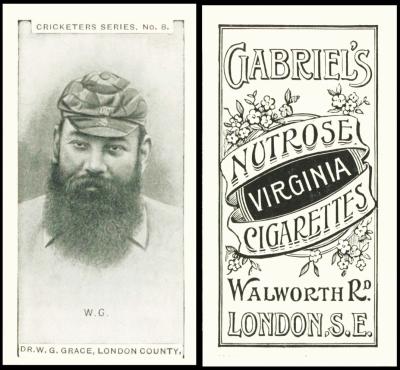 CRICKETERS SERIES. No. 8.
W.G.
DR. W. G. GRACE, LONDON COUNTY.
GABRIEL'S
NUTROSE
VIRGINIA
CIGARETTES
WALWORTH RD
LONDON, S.E.